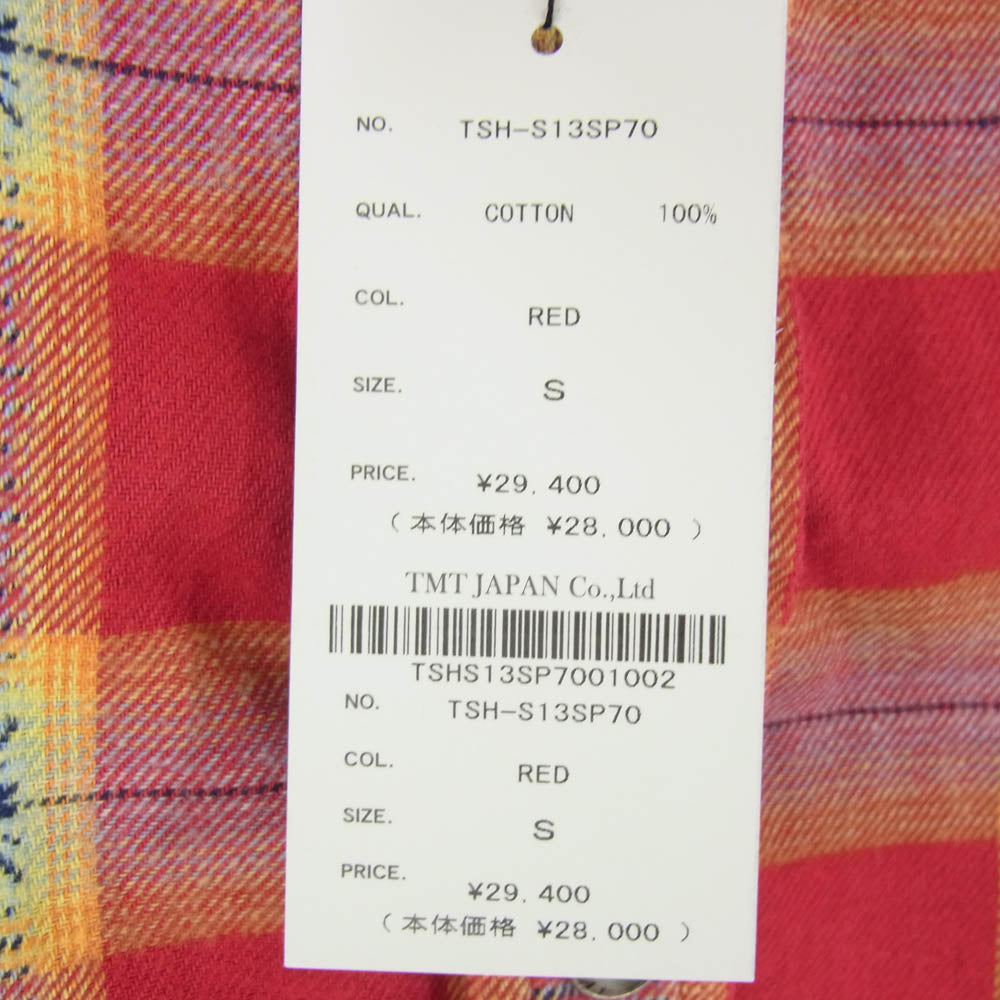 NO. TSH-S13SP70
QUAL. COTTON 100%
COL. RED
SIZE. S
PRICE. ¥29,400
(本体価格 ¥28,000 )
TMT JAPAN Co.,Ltd
TSHS13SP7001002
NO. TSH-S13SP70
COL. RED
SIZE. S
PRICE. ¥29,400
(本体価格 ¥28,000 )